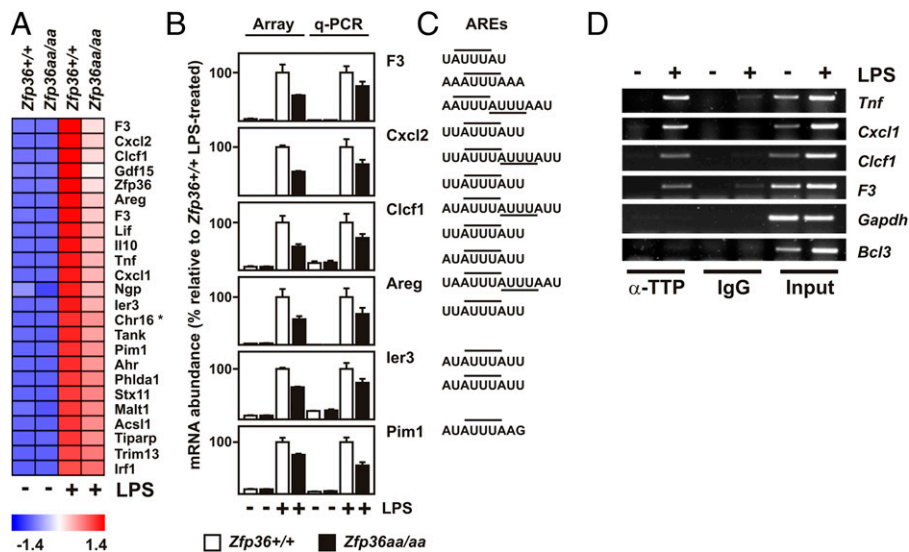 A
Zfp36+/+
Zfp36aa/aa
Zfp36+/+
Zfp36aa/aa
F3
Cxcl2
Clcf1
Gdf15
Zfp36
Areg
F3
Lif
Il10
Tnf
Cxcl1
Ngp
Ier3
Chr16 *
Tank
Pim1
Ahr
Phlda1
Stx11
Malt1
Acsl1
Tiparp
Trim13
Irf1
- - + + LPS
-1.4 1.4
B
Array q-PCR
mRNA abundance (% relative to Zfp36+/+ LPS-treated)
100
F3
100
Cxcl2
100
Clcf1
100
Areg
100
Ier3
100
Pim1
- - + + - - + + LPS
Zfp36+/+ Zfp36aa/aa
C
AREs
UAUUUAU
AAAUUUAAA
AAUUUAUUUAAU
UUAUUUAUU
UUAUUUAUUUAUU
UUAUUUAUU
AUAUUUAUUUAUU
UUAUUUAUU
AUAUUUAUU
UAAUUUAUUUAAU
UUAUUUAUU
AUAUUUAUU
AUAUUUAUU
AUAUUUAAG
D
- + - + - + LPS
Tnf
Cxcl1
Clcf1
F3
Gapdh
Bcl3
α-TTP IgG Input